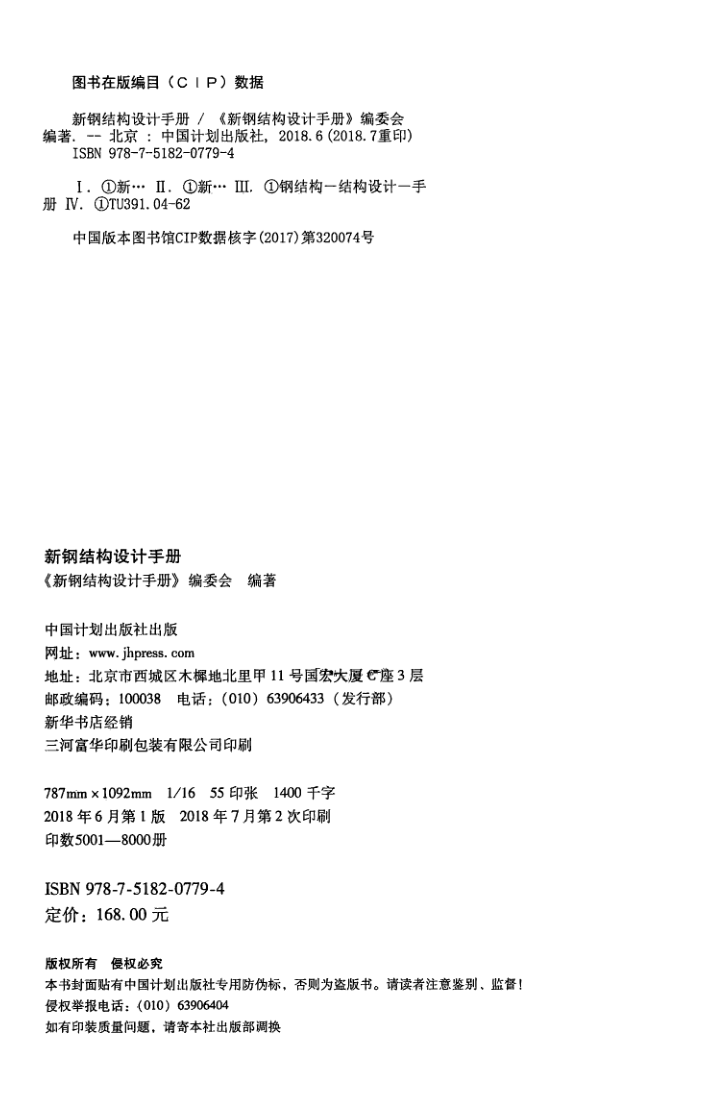 图书在版编目（CIP）数据
新钢结构设计手册 / 《新钢结构设计手册》编委会
编著. -- 北京 : 中国计划出版社, 2018.6(2018.7重印)
ISBN 978-7-5182-0779-4
Ⅰ. ①新… Ⅱ. ①新… Ⅲ. ①钢结构－结构设计－手
册 Ⅳ. ①TU391.04-62
中国版本图书馆CIP数据核字(2017)第320074号
新钢结构设计手册
《新钢结构设计手册》编委会 编著
中国计划出版社出版
网址：www.jhpress.com
地址：北京市西城区木樨地北里甲 11 号国宏大厦 C 座 3 层
邮政编码：100038 电话：(010) 63906433（发行部）
新华书店经销
三河富华印刷包装有限公司印刷
787mm×1092mm 1/16 55 印张 1400 千字
2018 年 6 月第 1 版 2018 年 7 月第 2 次印刷
印数5001—8000册
ISBN 978-7-5182-0779-4
定价：168.00 元
版权所有 侵权必究
本书封面贴有中国计划出版社专用防伪标，否则为盗版书。请读者注意鉴别、监督！
侵权举报电话：(010) 63906404
如有印装质量问题，请寄本社出版部调换